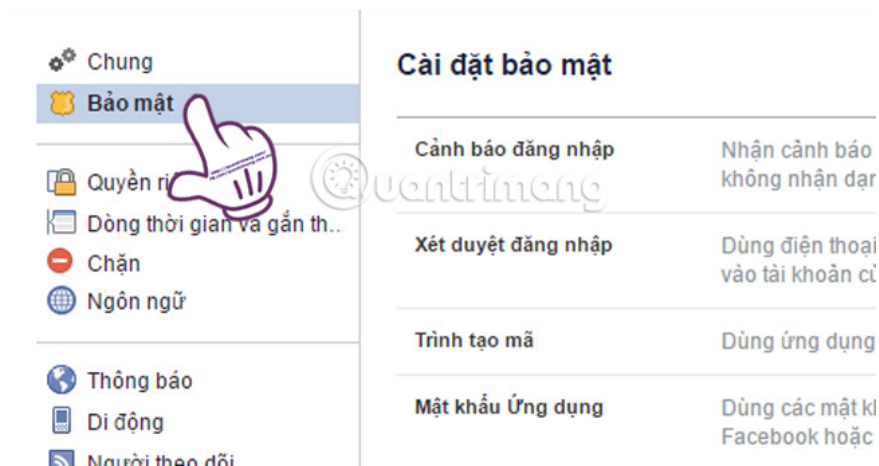 Chung
Bảo mật
Quyền
Dòng thời gian và gắn th...
Chặn
Ngôn ngữ
Thông báo
Di động
Người theo dõi
Cài đặt bảo mật
Cảnh báo đăng nhập
Nhận cảnh báo
không nhận dạn
Quantrimang
Xét duyệt đăng nhập
Dùng điện thoại
vào tài khoản củ
Trình tạo mã
Dùng ứng dụng
Mật khẩu Ứng dụng
Dùng các mật kh
Facebook hoặc